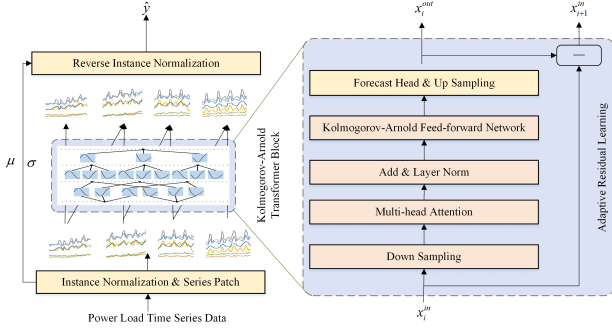 ŷ
Reverse Instance Normalization
μ
σ
Kolmogorov-Arnold
Transformer Block
Instance Normalization & Series Patch
Power Load Time Series Data
x_i^{out}
x_{i+1}^{in}
—
Forecast Head & Up Sampling
Kolmogorov-Arnold Feed-forward Network
Add & Layer Norm
Multi-head Attention
Down Sampling
x_i^{in}
Adaptive Residual Learning